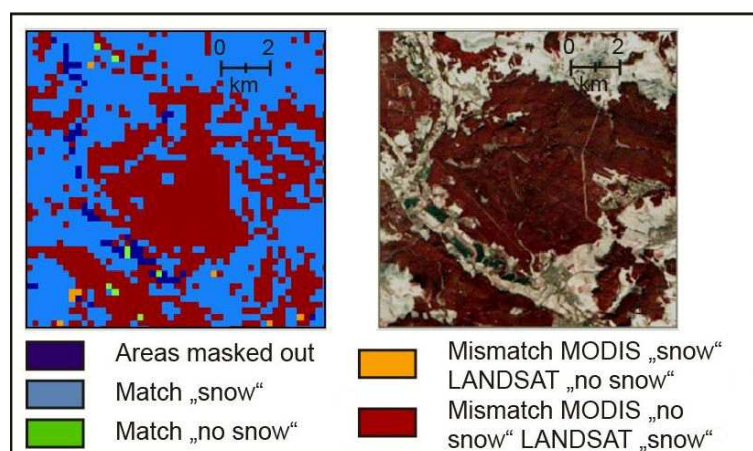 0 2
km
0 2
km
Areas masked out
Match „snow“
Match „no snow“
Mismatch MODIS „snow“
LANDSAT „no snow“
Mismatch MODIS „no
snow“ LANDSAT „snow“